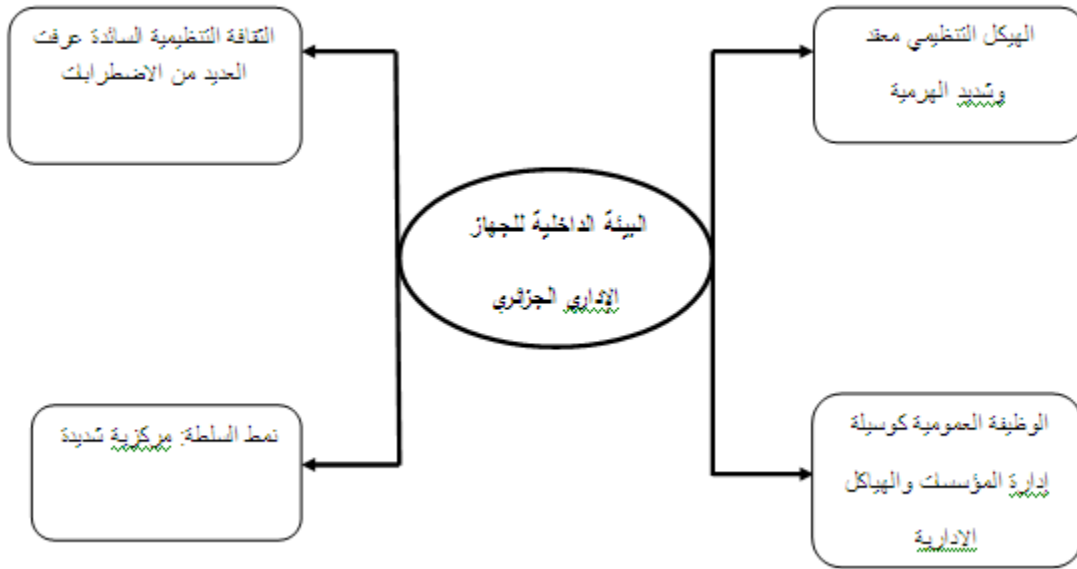 الهيكل التنظيمي معقد
وشديد الهرمية
الثقافة التنظيمية السائدة عرفت
العديد من الاضطرابات
البيئة الداخلية للجهاز
الإداري الجزائري
الوظيفة العمومية كوسيلة
إدارة المؤسسات والهياكل
الادارية
نمط السلطة: مركزية شديدة